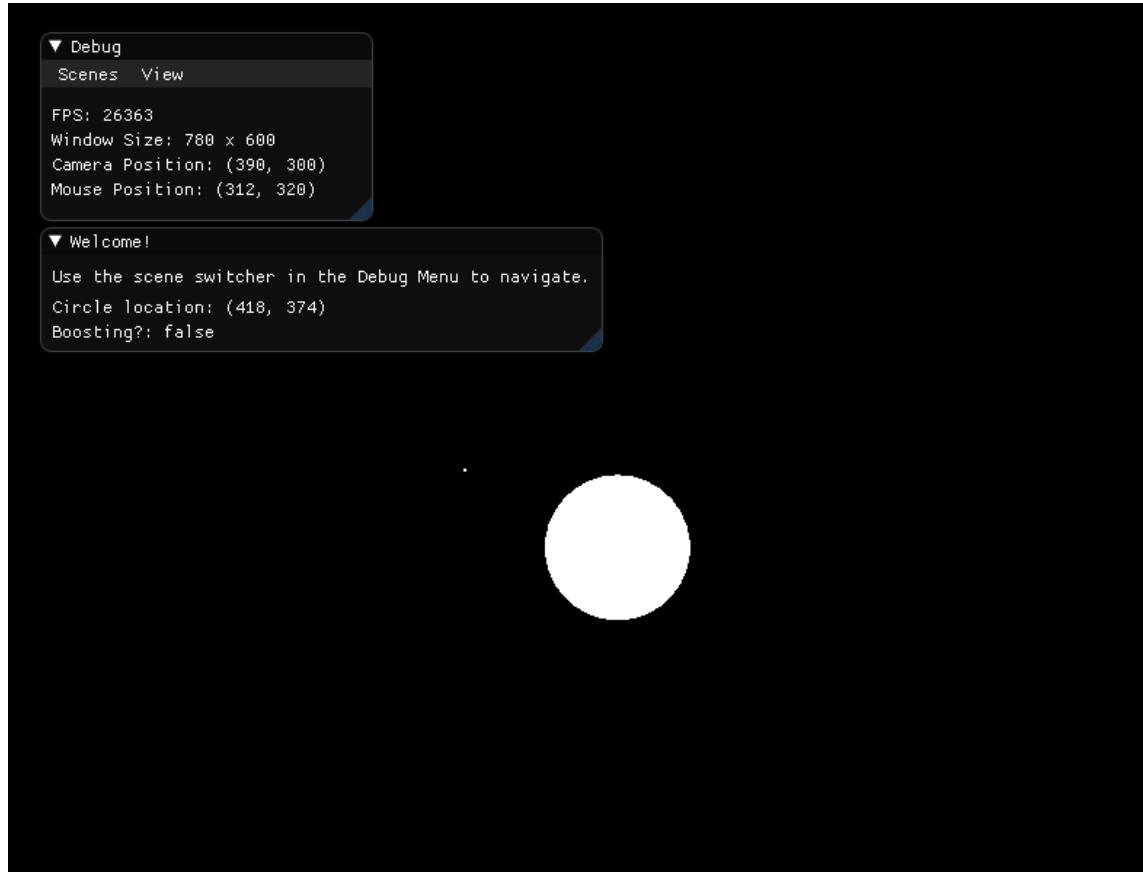 Debug
Scenes View
FPS: 26363
Window Size: 780 x 600
Camera Position: (390, 300)
Mouse Position: (312, 320)
Welcome!
Use the scene switcher in the Debug Menu to navigate.
Circle location: (418, 374)
Boosting?: false